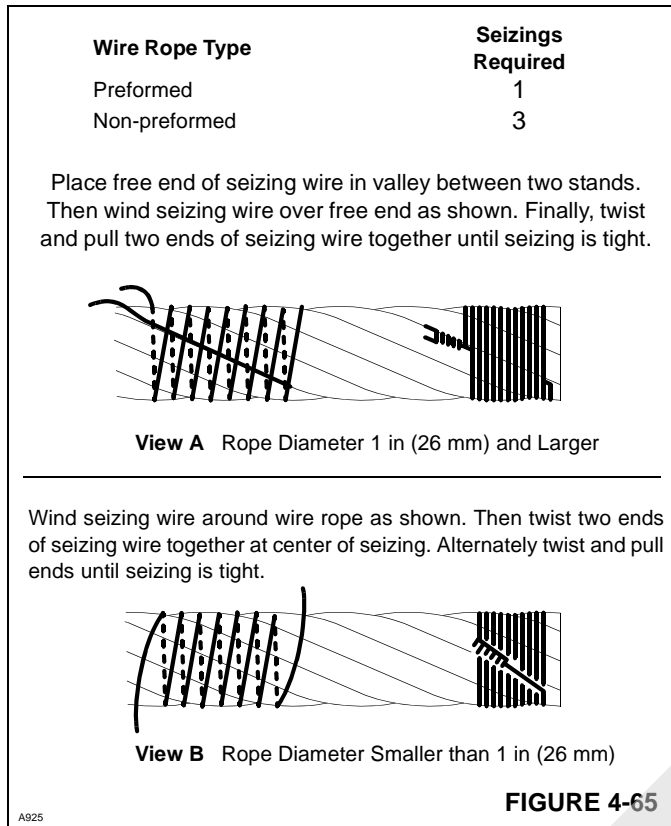 Wire Rope Type
Seizings
Required
Preformed 1
Non-preformed 3
Place free end of seizing wire in valley between two stands.
Then wind seizing wire over free end as shown. Finally, twist
and pull two ends of seizing wire together until seizing is tight.
View A Rope Diameter 1 in (26 mm) and Larger
Wind seizing wire around wire rope as shown. Then twist two ends
of seizing wire together at center of seizing. Alternately twist and pull
ends until seizing is tight.
View B Rope Diameter Smaller than 1 in (26 mm)
A925
FIGURE 4-65